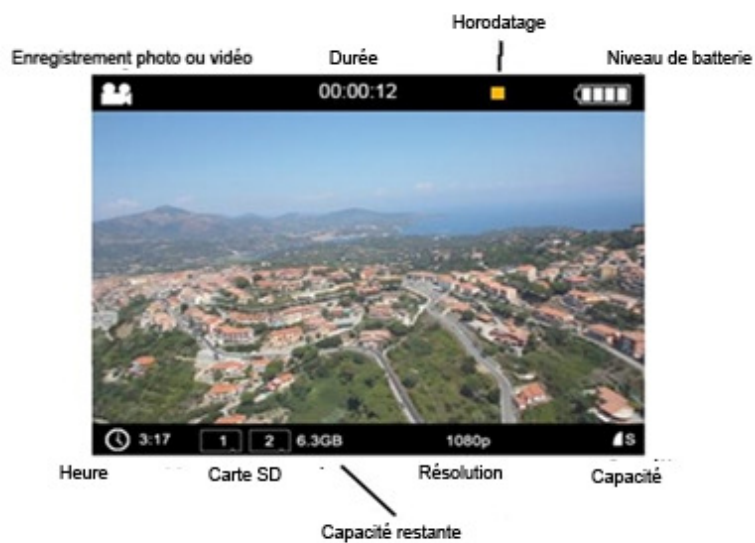 Horodatage
Enregistrement photo ou vidéo Durée Niveau de batterie
00:00:12
3:17 1 2 6.3GB 1080p S
Heure Carte SD Résolution Capacité
Capacité restante